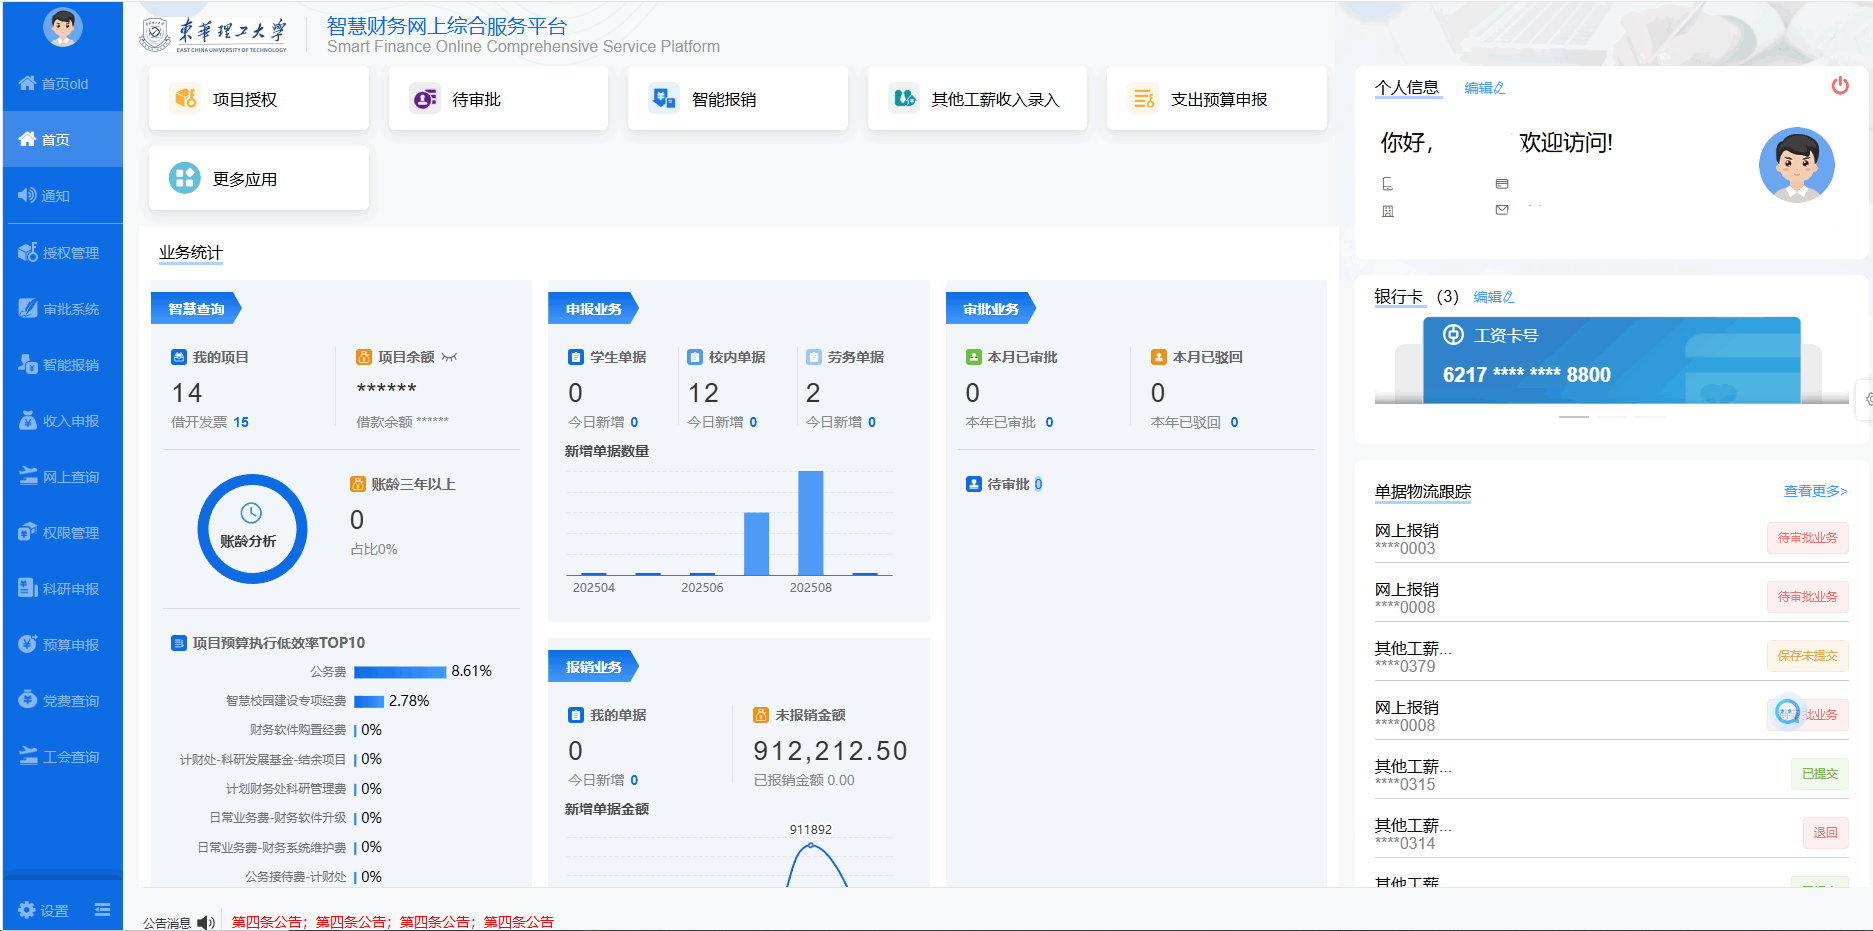 首页old
首页
通知
授权管理
审批系统
智能报销
收入申报
网上查询
权限管理
科研申报
预算申报
党费查询
工会查询
设置
東華理工大學
EAST CHINA UNIVERSITY OF TECHNOLOGY
智慧财务网上综合服务平台
Smart Finance Online Comprehensive Service Platform
项目授权
待审批
智能报销
其他工薪收入录入
支出预算申报
更多应用
业务统计
智慧查询
我的项目
14
借开发票 15
项目余额
******
借款余额 ******
账龄分析
账龄三年以上
0
占比0%
项目预算执行低效率TOP10
公务费 8.61%
智慧校园建设专项经费 2.78%
财务软件购置经费 0%
计财处-科研发展基金-结余项目 0%
计划财务处科研管理费 0%
日常业务费-财务软件升级 0%
日常业务费-财务系统维护费 0%
公务接待费-计财处 0%
申报业务
学生单据
0
今日新增 0
校内单据
12
今日新增 0
劳务单据
2
今日新增 0
新增单据数量
202504 202506 202508
报销业务
我的单据
0
今日新增 0
未报销金额
912,212.50
已报销金额 0.00
新增单据金额
911892
审批业务
本月已审批
0
本年已审批 0
本月已驳回
0
本年已驳回 0
待审批 0
个人信息 编辑
你好, 欢迎访问!
银行卡 (3) 编辑
工资卡号
6217 **** **** 8800
单据物流跟踪 查看更多>
网上报销
****0003
待审批业务
网上报销
****0008
待审批业务
其他工薪...
****0379
保存未提交
网上报销
****0008
批业务
其他工薪...
****0315
已提交
其他工薪...
****0314
退回
其他工薪
公告消息
第四条公告；第四条公告；第四条公告；第四条公告